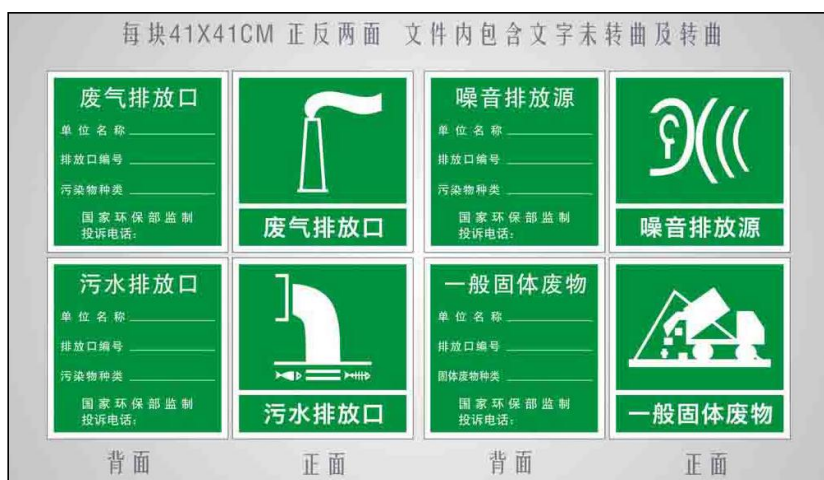 每块41X41CM 正反两面 文件内包含文字未转曲及转曲
废气排放口
单位名称
排放口编号
污染物种类
国家环保部监制
投诉电话:
废气排放口
噪音排放源
单位名称
排放口编号
污染物种类
国家环保部监制
投诉电话:
噪音排放源
污水排放口
单位名称
排放口编号
污染物种类
国家环保部监制
投诉电话:
污水排放口
一般固体废物
单位名称
排放口编号
固体废物种类
国家环保部监制
投诉电话:
一般固体废物
背面
正面
背面
正面